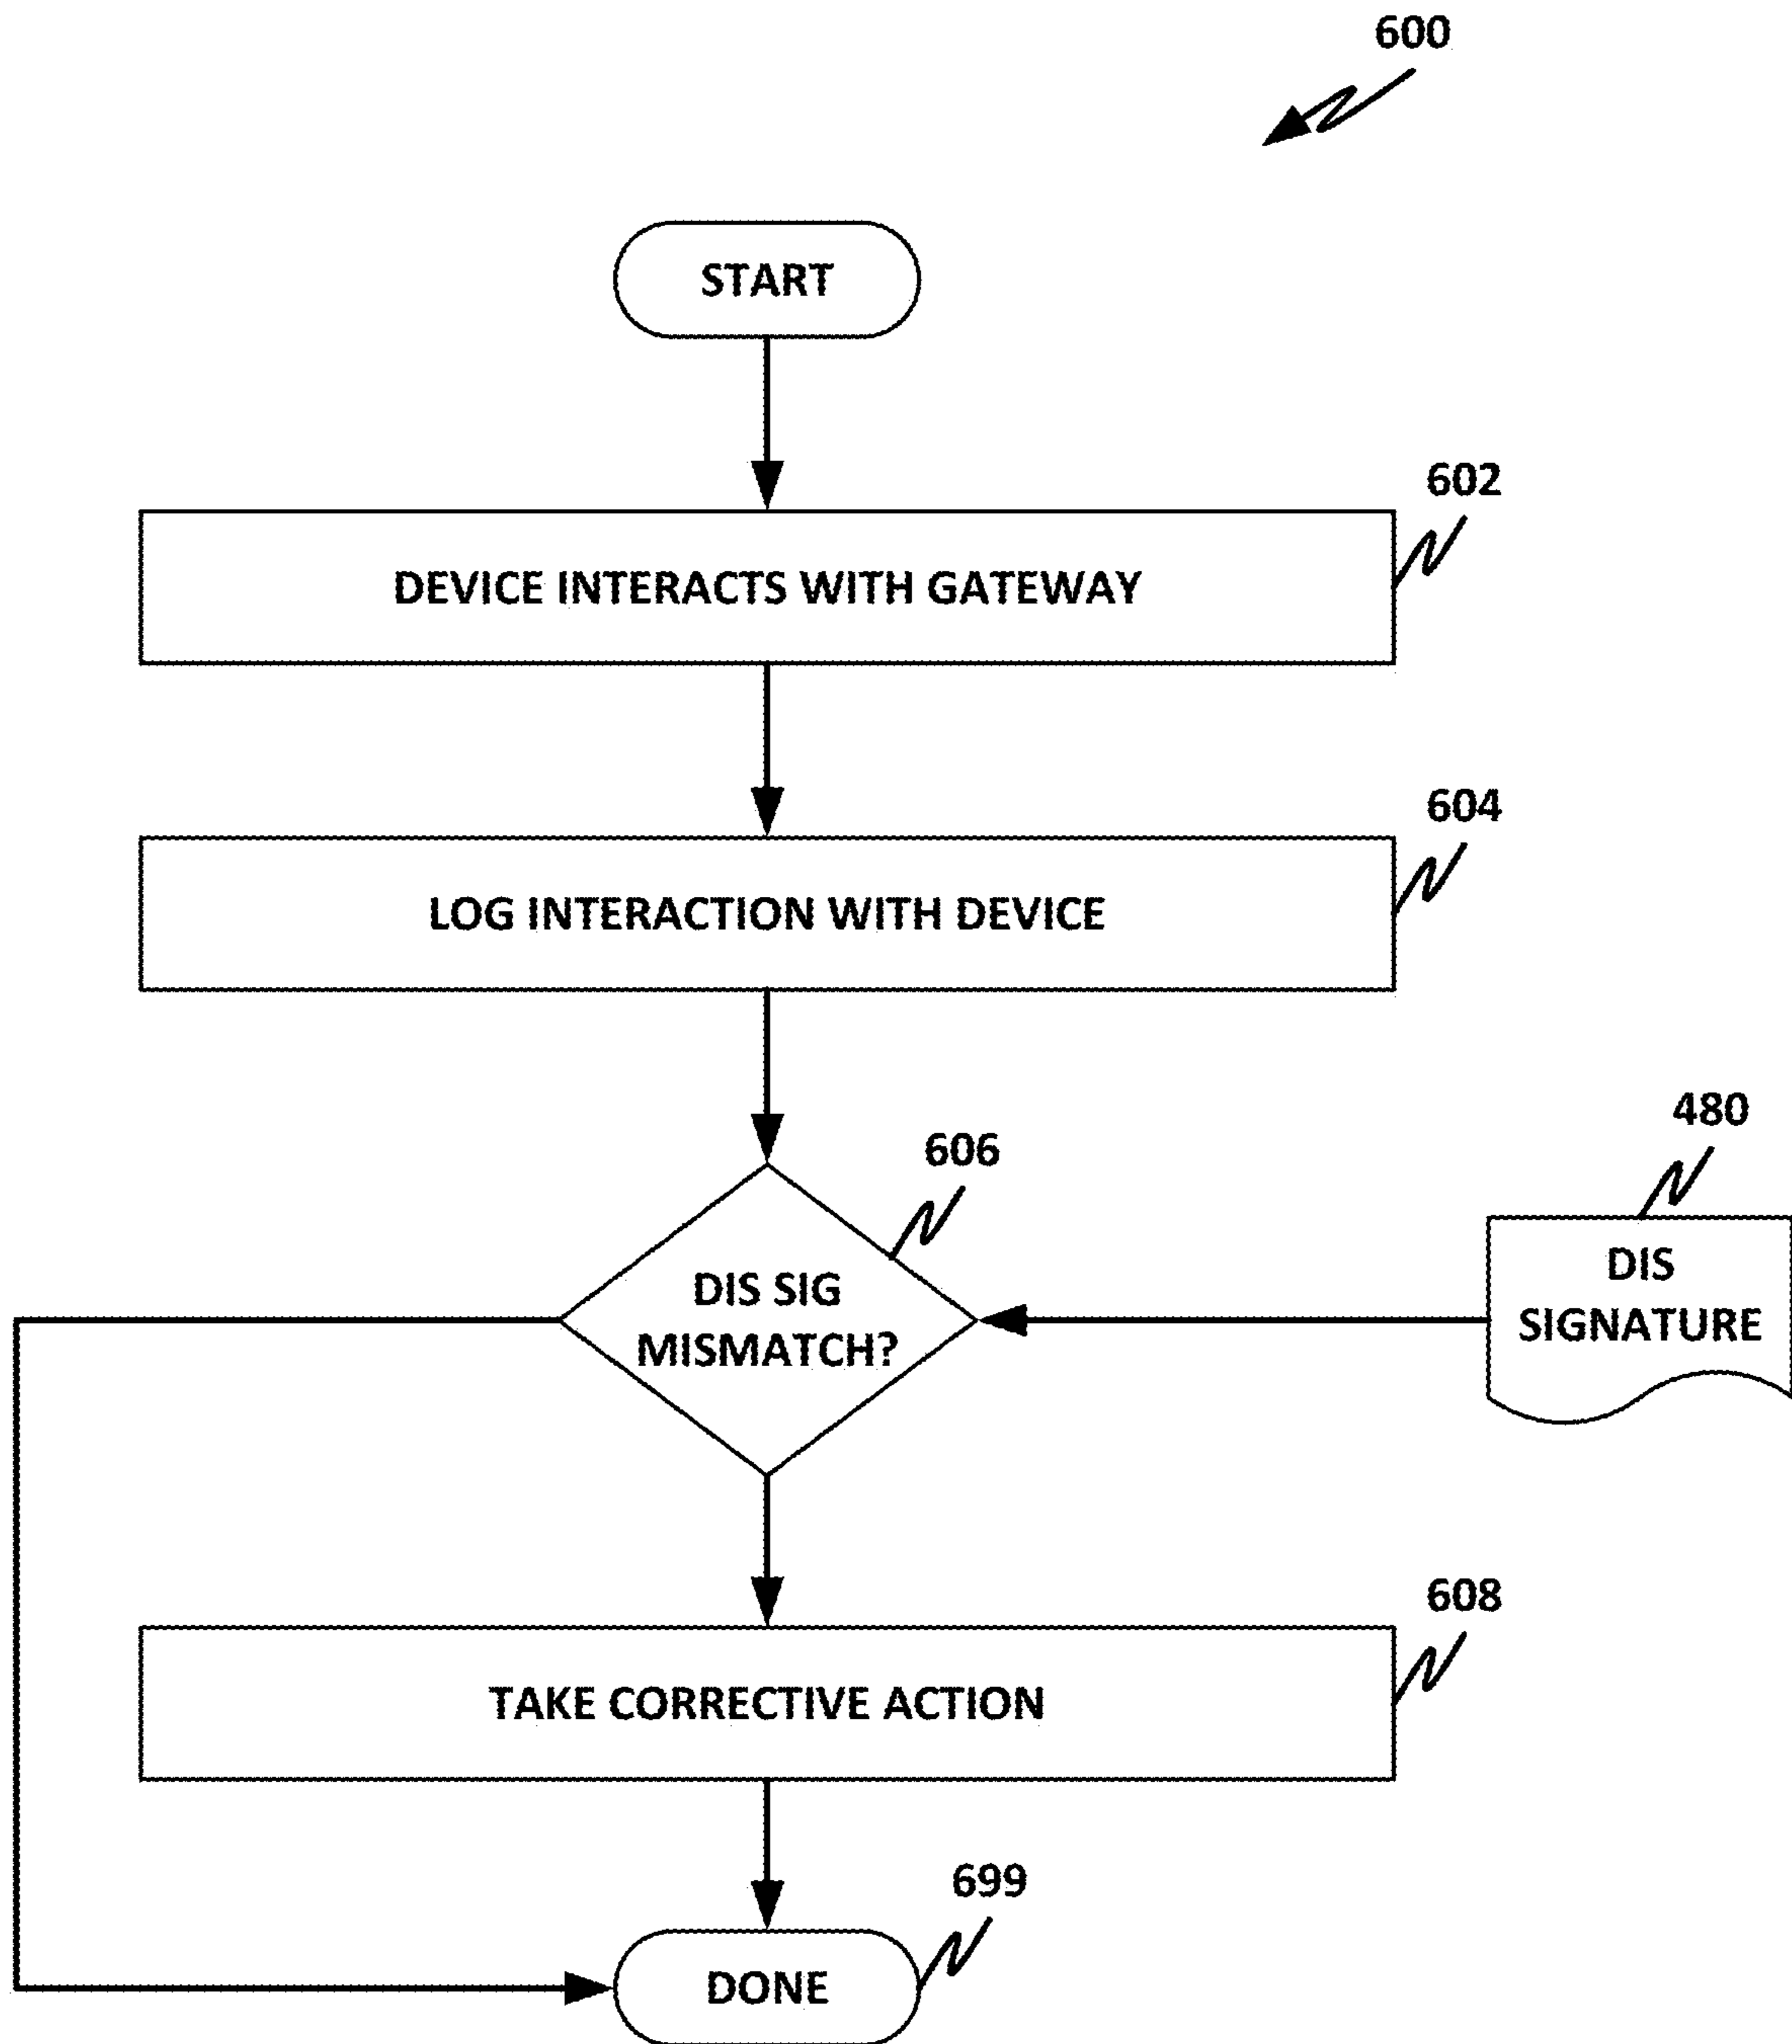 600
START
602
DEVICE INTERACTS WITH GATEWAY
604
LOG INTERACTION WITH DEVICE
606
DIS SIG
MISMATCH?
480
DIS
SIGNATURE
608
TAKE CORRECTIVE ACTION
699
DONE